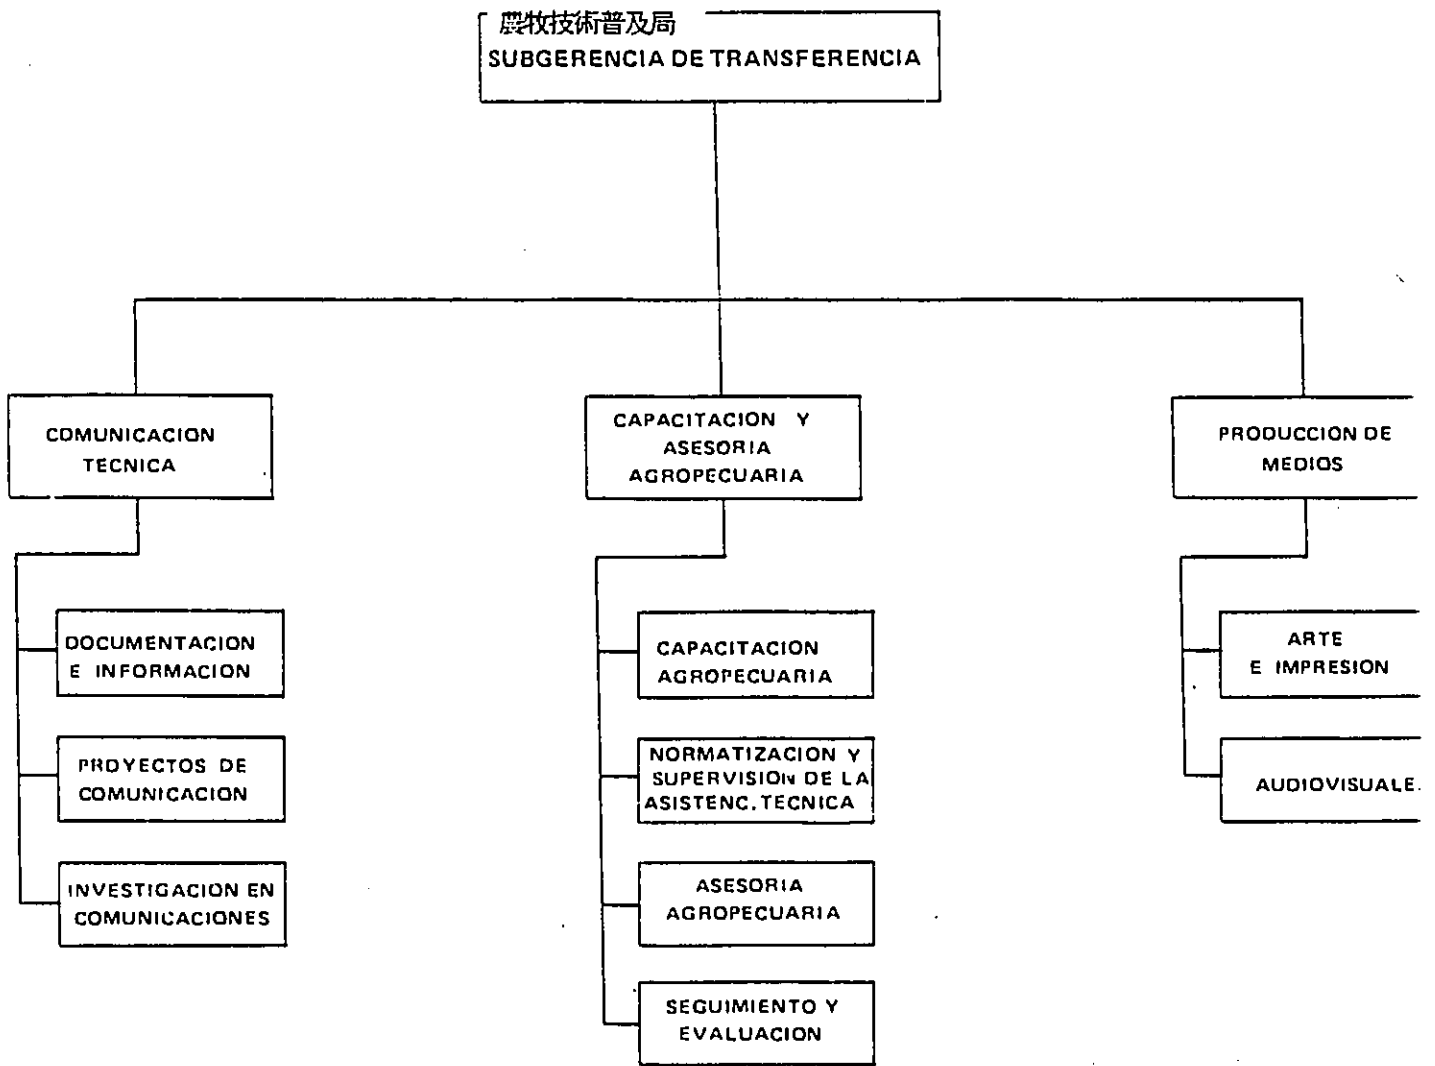 農牧技術普及局
SUBGERENCIA DE TRANSFERENCIA
COMUNICACION
TECNICA
CAPACITACION Y
ASESORIA
AGROPECUARIA
PRODUCCION DE
MEDIOS
DOCUMENTACION
E INFORMACION
PROYECTOS DE
COMUNICACION
INVESTIGACION EN
COMUNICACIONES
CAPACITACION
AGROPECUARIA
NORMATIZACION Y
SUPERVISION DE LA
ASISTENC. TECNICA
ASESORIA
AGROPECUARIA
SEGUIMIENTO Y
EVALUACION
ARTE
E IMPRESION
AUDIOVISUALE